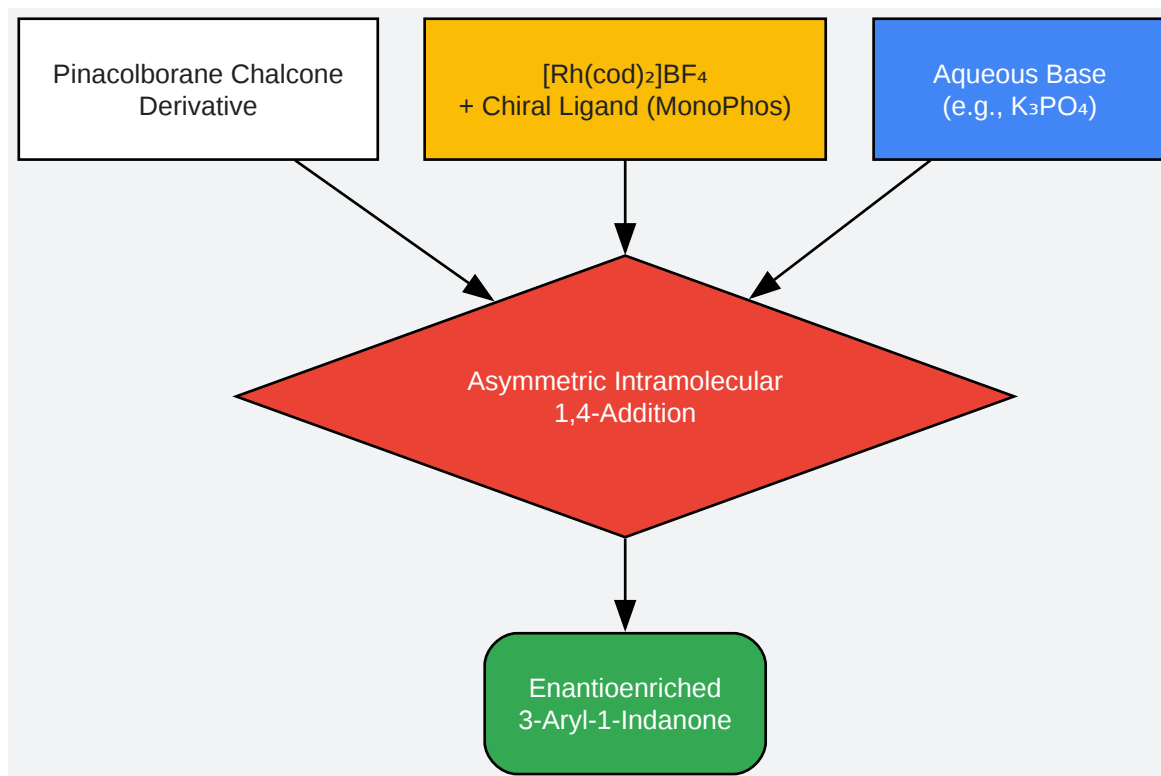 Pinacolborane Chalcone
Derivative
[Rh(cod)₂]BF₄
+ Chiral Ligand (MonoPhos)
Aqueous Base
(e.g., K₃PO₄)
Asymmetric Intramolecular
1,4-Addition
Enantioenriched
3-Aryl-1-Indanone